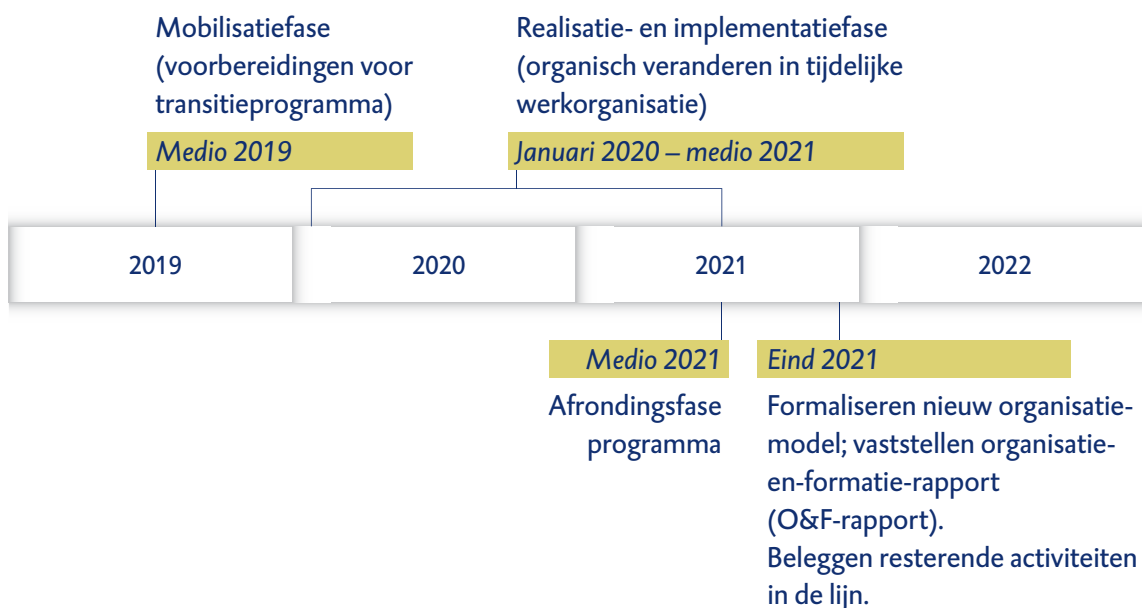 Mobilisatiefase
(voorbereidingen voor
transitieprogramma)
Medio 2019
Realisatie- en implementatiefase
(organisch veranderen in tijdelijke
werkorganisatie)
Januari 2020 – medio 2021
2019
2020
2021
2022
Medio 2021
Afrondingsfase
programma
Eind 2021
Formaliseren nieuw organisatie-
model; vaststellen organisatie-
en-formatie-rapport
(O&F-rapport).
Beleggen resterende activiteiten
in de lijn.